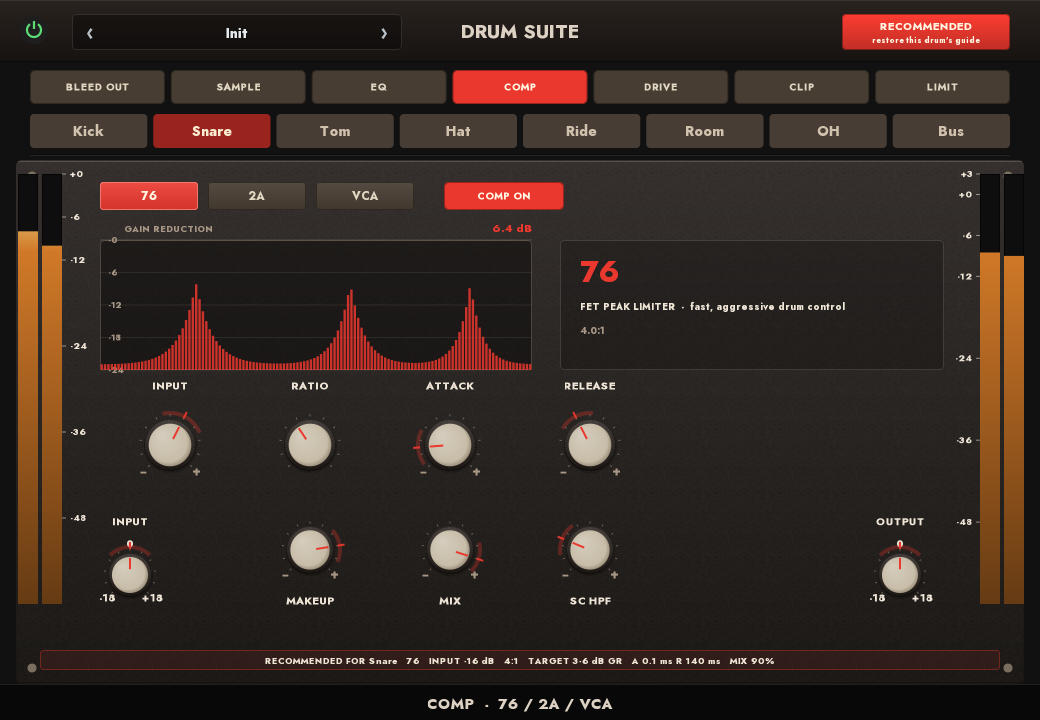 ‹ Init ›
DRUM SUITE
RECOMMENDED
restore this drum's guide
BLEED OUT SAMPLE EQ COMP DRIVE CLIP LIMIT
Kick Snare Tom Hat Ride Room OH Bus
+0
-6
-12
-24
-36
-48
76 2A VCA COMP ON
GAIN REDUCTION 6.4 dB
-0
-6
-12
-18
-24
76
FET PEAK LIMITER · fast, aggressive drum control
4.0:1
+3
+0
-6
-12
-24
-36
-48
INPUT RATIO ATTACK RELEASE
- + - + - +
INPUT
0
-18 +18
- + - + - +
MAKEUP MIX SC HPF
OUTPUT
0
-18 +18
RECOMMENDED FOR Snare 76 INPUT -16 dB 4:1 TARGET 3-6 dB GR A 0.1 ms R 140 ms MIX 90%
COMP - 76 / 2A / VCA